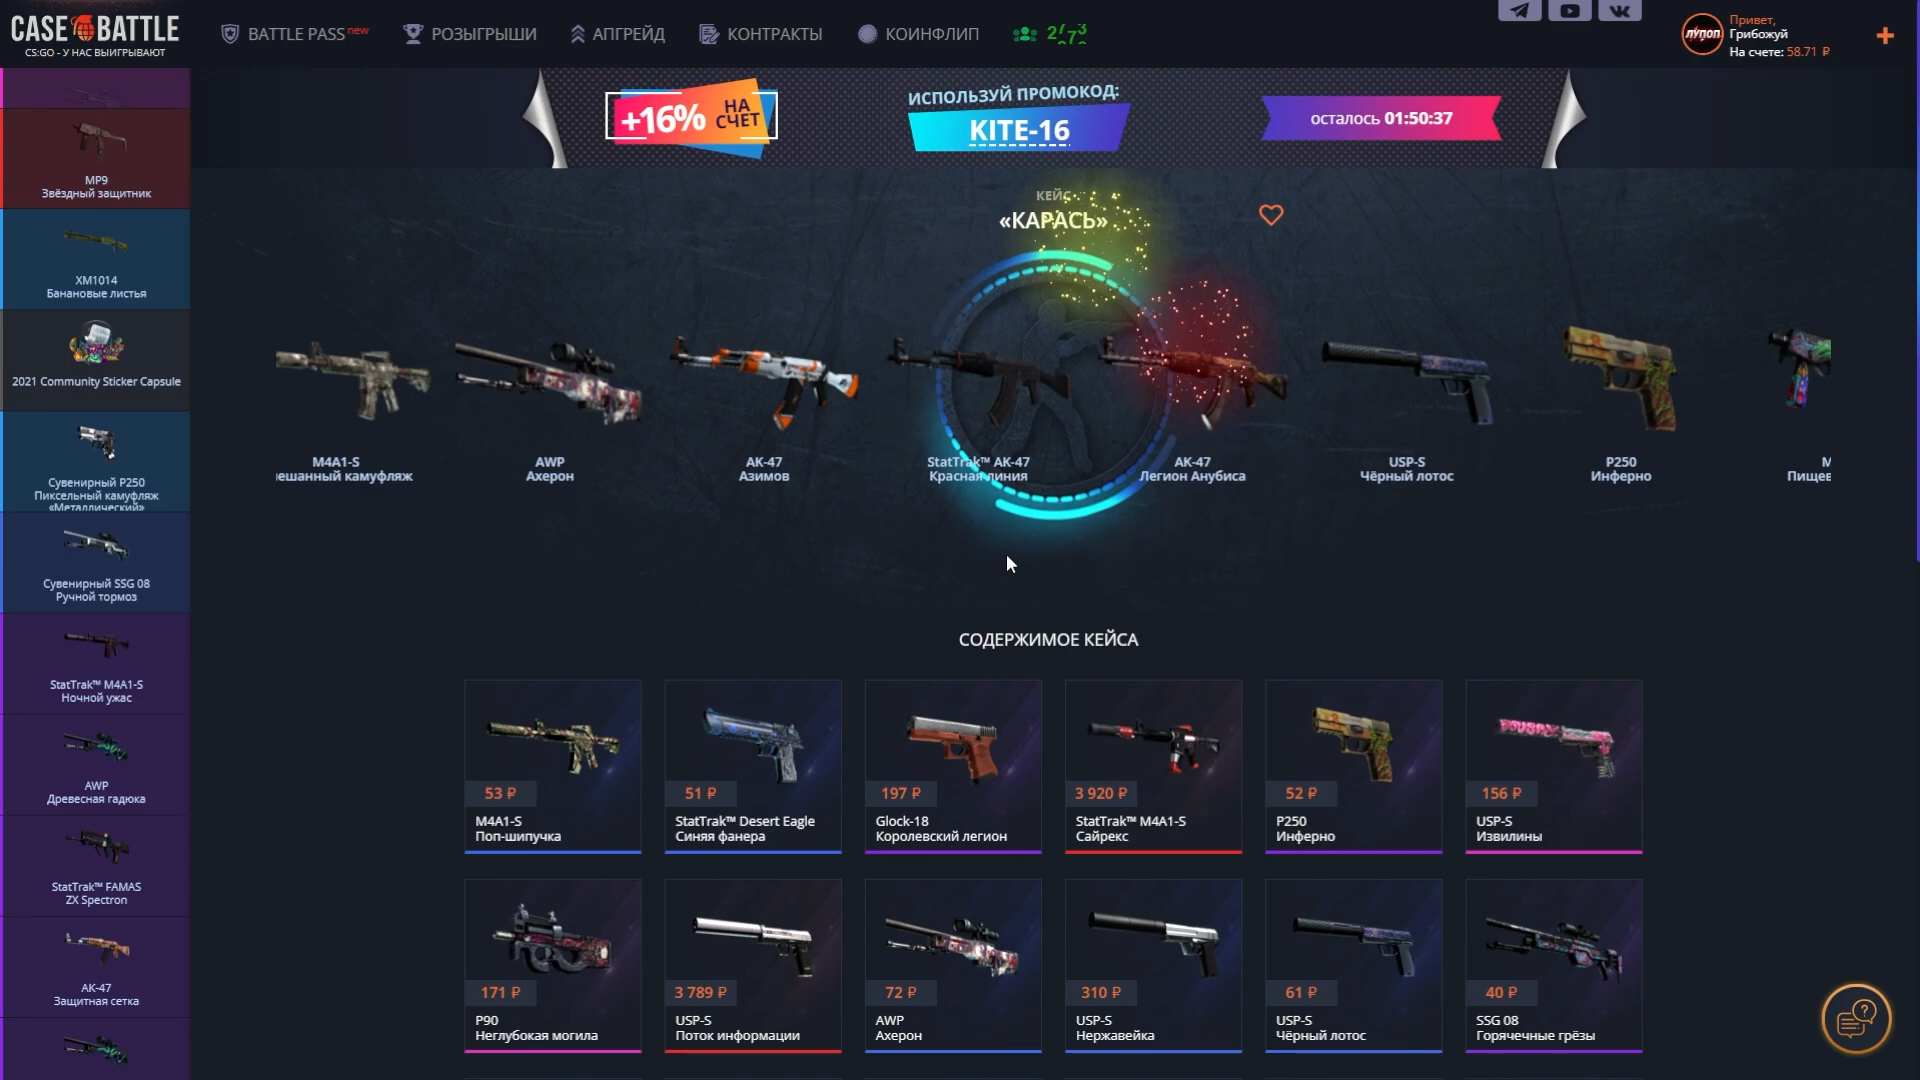 CASE BATTLE
CS:GO - У НАС ВЫИГРЫВАЮТ
BATTLE PASS new
РОЗЫГРЫШИ
АПГРЕЙД
КОНТРАКТЫ
КОИНФЛИП
Привет,
Грибожуй
На счете: 58.71 ₽
+16% НА СЧЕТ
ИСПОЛЬЗУЙ ПРОМОКОД:
KITE-16
осталось 01:50:37
MP9
Звёздный защитник
XM1014
Банановые листья
2021 Community Sticker Capsule
Сувенирный P250
Пиксельный камуфляж
«Металлический»
Сувенирный SSG 08
Ручной тормоз
StatTrak™ M4A1-S
Ночной ужас
AWP
Древесная гадюка
StatTrak™ FAMAS
ZX Spectron
AK-47
Защитная сетка
КЕЙС
«КАРАСЬ»
M4A1-S
ешанный камуфляж
AWP
Ахерон
AK-47
Азимов
StatTrak™ AK-47
Красная линия
AK-47
Легион Анубиса
USP-S
Чёрный лотос
P250
Инферно
M
Пищев
СОДЕРЖИМОЕ КЕЙСА
53 ₽
M4A1-S
Поп-шипучка
51 ₽
StatTrak™ Desert Eagle
Синяя фанера
197 ₽
Glock-18
Королевский легион
3 920 ₽
StatTrak™ M4A1-S
Сайрекс
52 ₽
P250
Инферно
156 ₽
USP-S
Извилины
171 ₽
P90
Неглубокая могила
3 789 ₽
USP-S
Поток информации
72 ₽
AWP
Ахерон
310 ₽
USP-S
Нержавейка
61 ₽
USP-S
Чёрный лотос
40 ₽
SSG 08
Горячечные грёзы